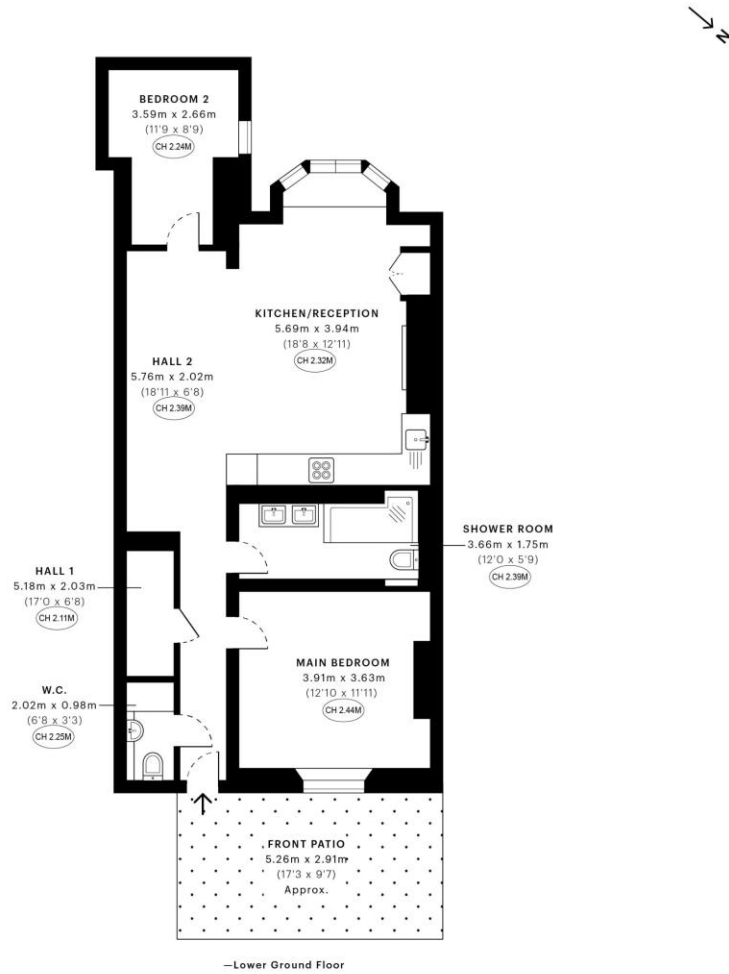 N
BEDROOM 2
3.59m x 2.66m
(11'9 x 8'9)
CH 2.24M
KITCHEN/RECEPTION
5.69m x 3.94m
(18'8 x 12'11)
CH 2.32M
HALL 2
5.76m x 2.02m
(18'11 x 6'8)
CH 2.39M
SHOWER ROOM
3.66m x 1.75m
(12'0 x 5'9)
CH 2.39M
HALL 1
5.18m x 2.03m
(17'0 x 6'8)
CH 2.11M
MAIN BEDROOM
3.91m x 3.63m
(12'10 x 11'11)
CH 2.44M
W.C.
2.02m x 0.98m
(6'8 x 3'3)
CH 2.25M
FRONT PATIO
5.26m x 2.91m
(17'3 x 9'7)
Approx.
—Lower Ground Floor